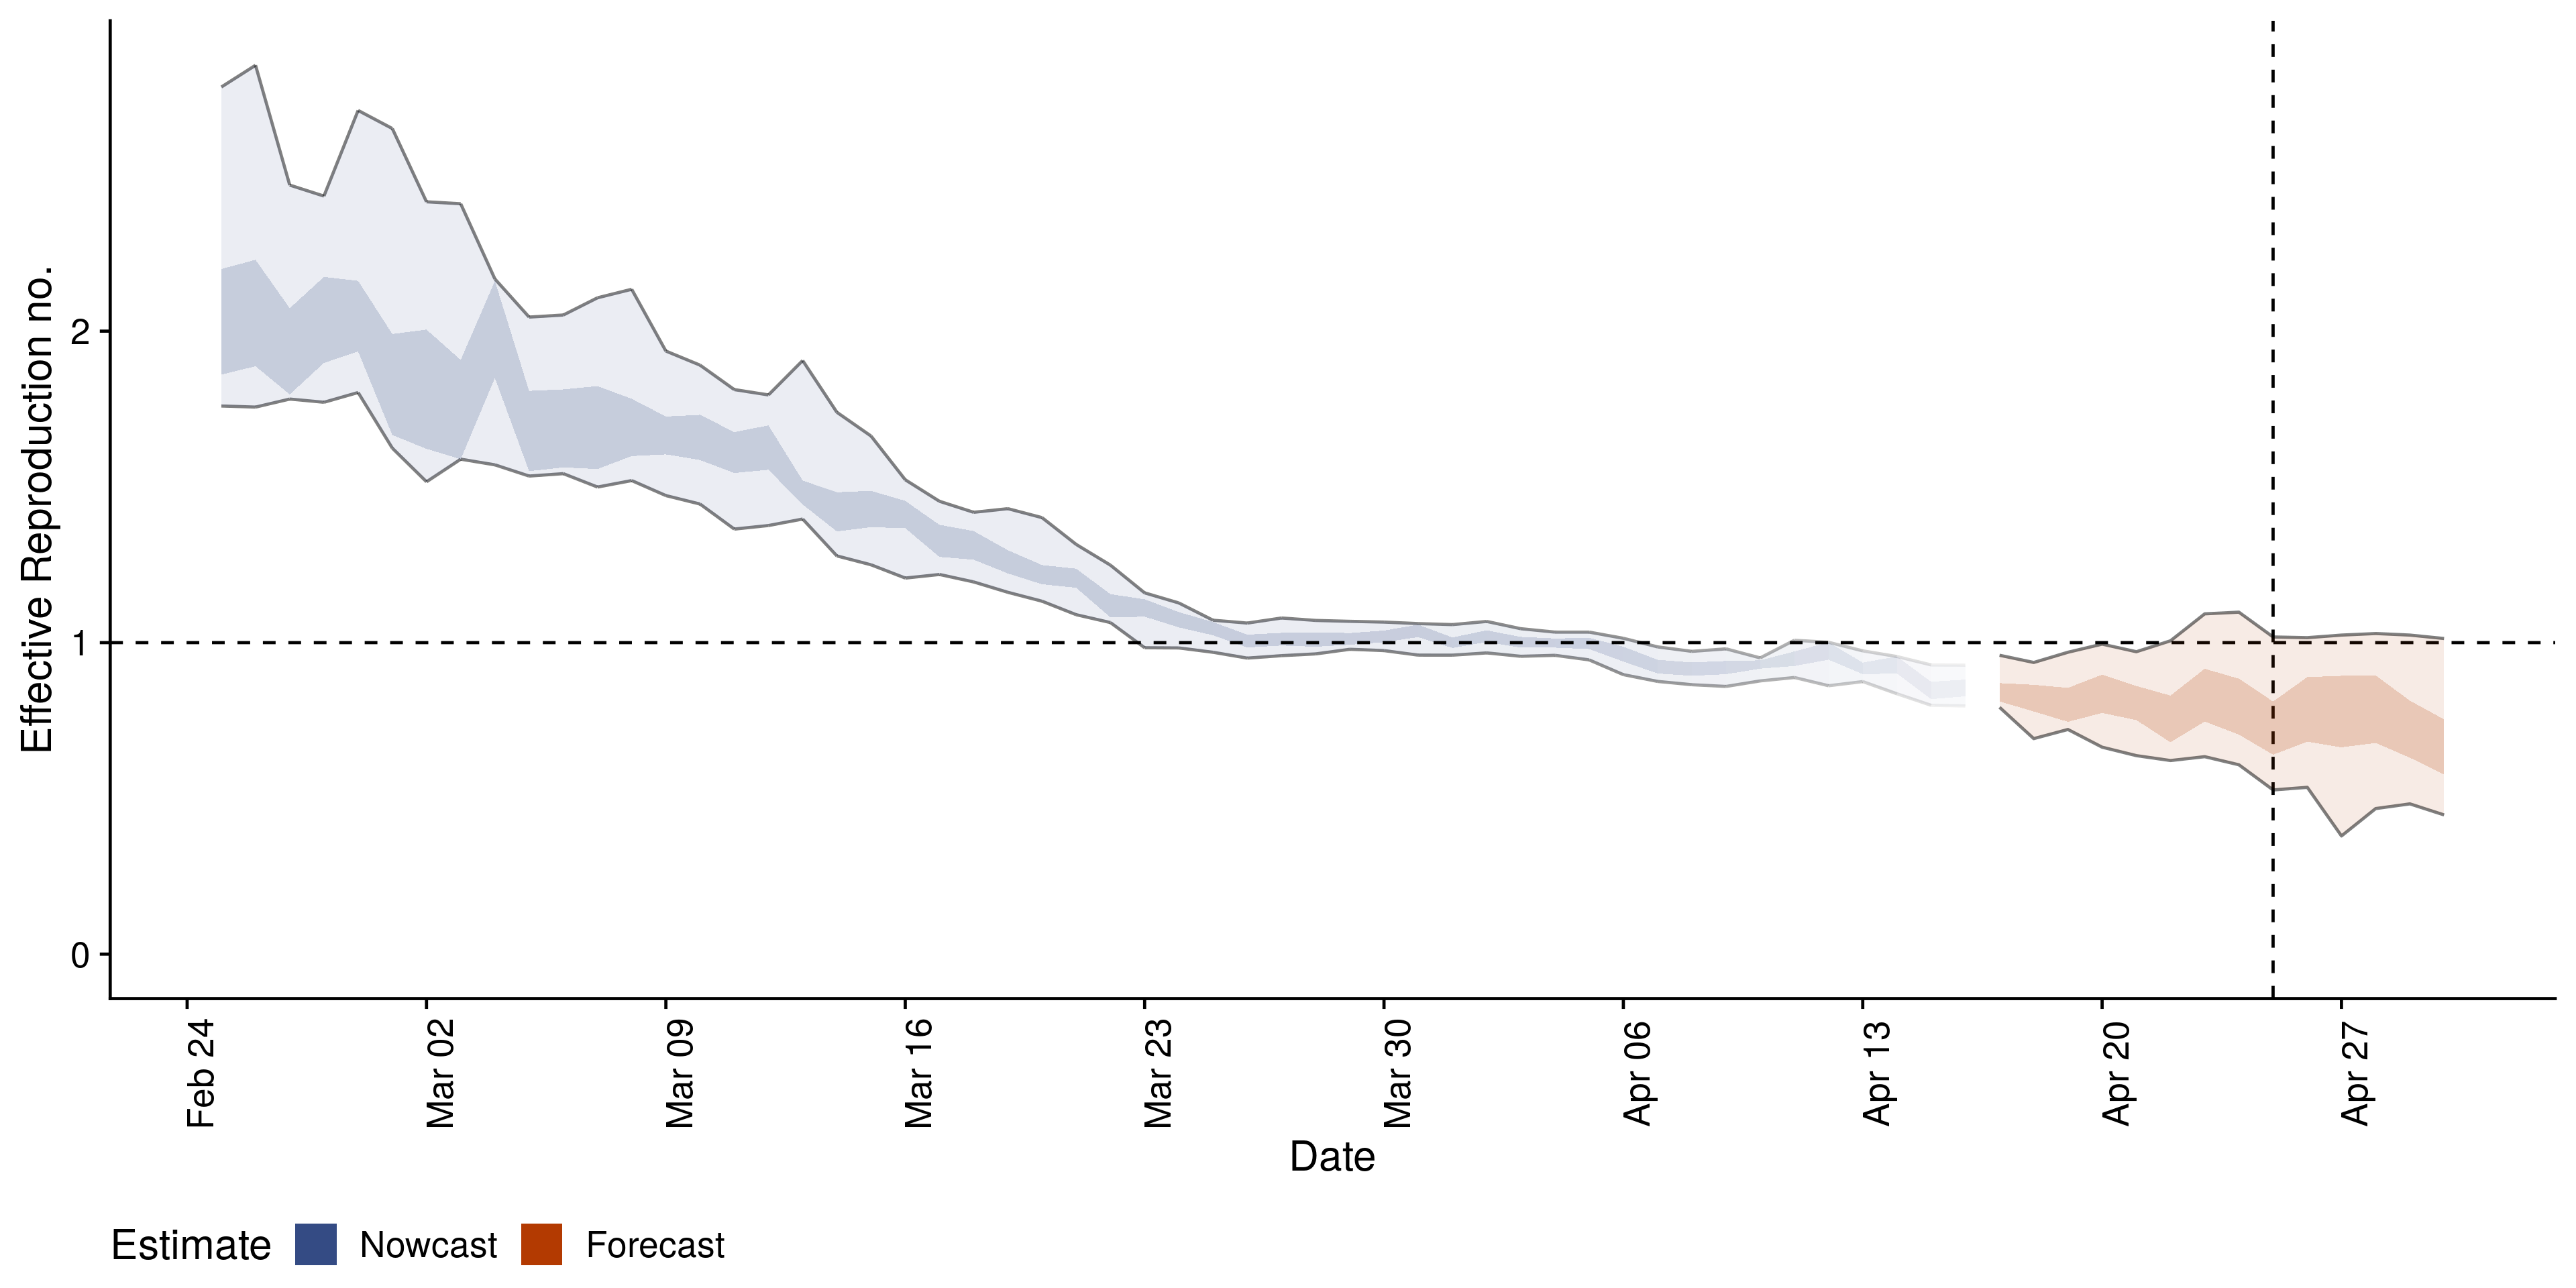 Effective Reproduction no.
2
1
0
Feb 24
Mar 02
Mar 09
Mar 16
Mar 23
Mar 30
Apr 06
Apr 13
Apr 20
Apr 27
Date
Estimate Nowcast Forecast